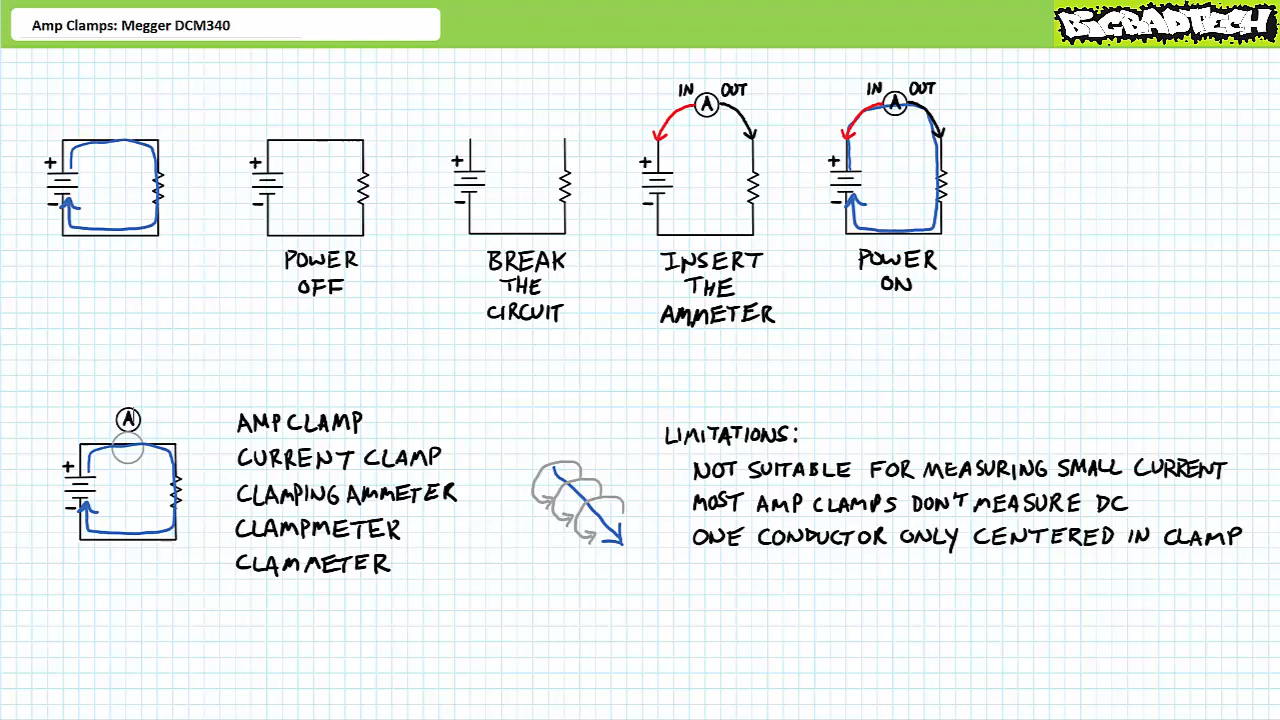 Amp Clamps: Megger DCM340
BIGBADTECH
IN A OUT
IN A OUT
+
-
+
-
+
-
+
-
+
-
POWER
OFF
BREAK
THE
CIRCUIT
INSERT
THE
AMMETER
POWER
ON
A
+
-
AMP CLAMP
CURRENT CLAMP
CLAMPING AMMETER
CLAMPMETER
CLAMMETER
LIMITATIONS:
NOT SUITABLE FOR MEASURING SMALL CURRENT
MOST AMP CLAMPS DON'T MEASURE DC
ONE CONDUCTOR ONLY CENTERED IN CLAMP